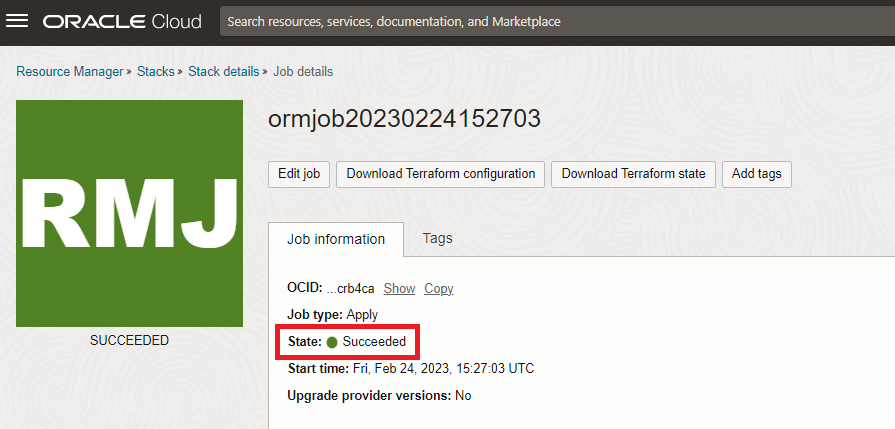 ORACLE Cloud
Search resources, services, documentation, and Marketplace
Resource Manager » Stacks » Stack details » Job details
RMJ
SUCCEEDED
ormjob20230224152703
Edit job Download Terraform configuration Download Terraform state Add tags
Job information Tags
OCID: ...crb4ca Show Copy
Job type: Apply
State: Succeeded
Start time: Fri, Feb 24, 2023, 15:27:03 UTC
Upgrade provider versions: No